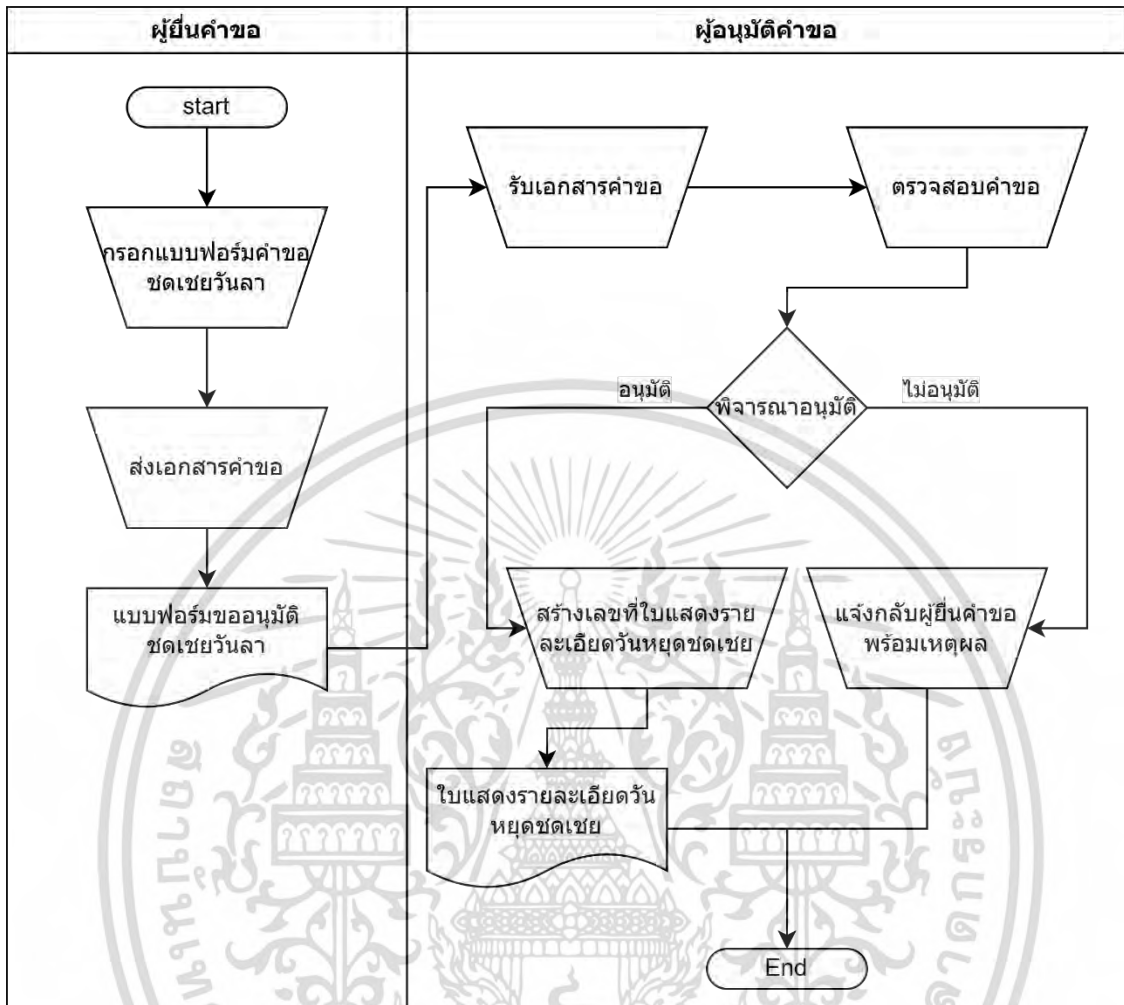 ผู้ยื่นคำขอ
ผู้อนุมัติคำขอ
start
กรอกแบบฟอร์มคำขอ
ชดเชยวันลา
ส่งเอกสารคำขอ
แบบฟอร์มขออนุมัติ
ชดเชยวันลา
รับเอกสารคำขอ
ตรวจสอบคำขอ
พิจารณาอนุมัติ
อนุมัติ
ไม่อนุมัติ
สร้างเลขที่ใบแสดงราย
ละเอียดวันหยุดชดเชย
แจ้งกลับผู้ยื่นคำขอ
พร้อมเหตุผล
ใบแสดงรายละเอียดวัน
หยุดชดเชย
End